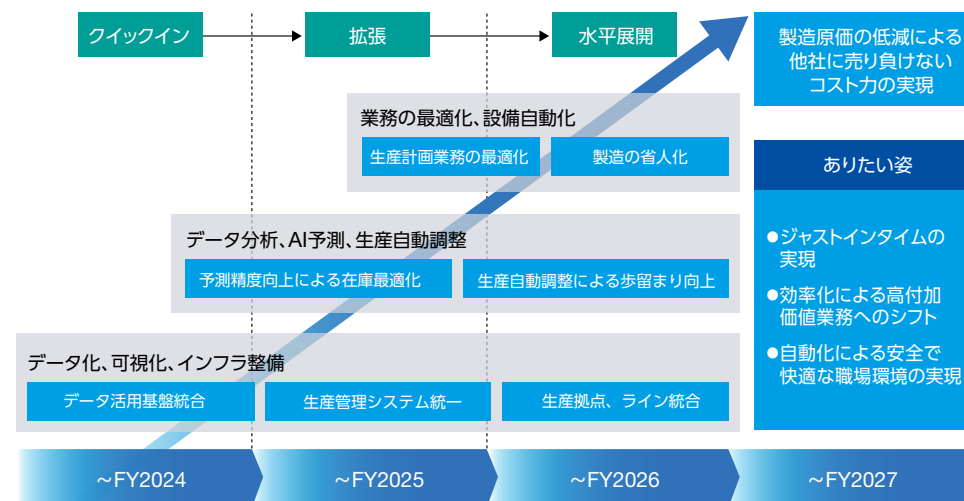 クイックイン
拡張
水平展開
製造原価の低減による
他社に売り負けない
コスト力の実現
業務の最適化、設備自動化
生産計画業務の最適化
製造の省人化
ありたい姿
●ジャストインタイムの
実現
●効率化による高付加
価値業務へのシフト
●自動化による安全で
快適な職場環境の実現
データ分析、AI予測、生産自動調整
予測精度向上による在庫最適化
生産自動調整による歩留まり向上
データ化、可視化、インフラ整備
データ活用基盤統合
生産管理システム統一
生産拠点、ライン統合
～FY2024
～FY2025
～FY2026
～FY2027